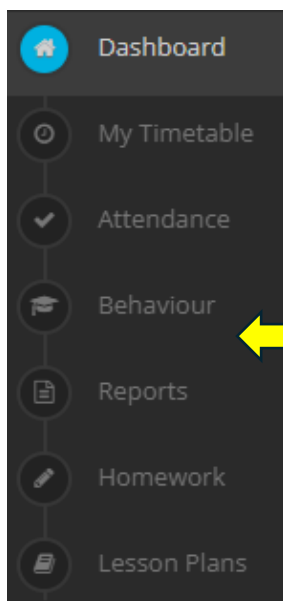 Dashboard
My Timetable
Attendance
Behaviour
Reports
Homework
Lesson Plans